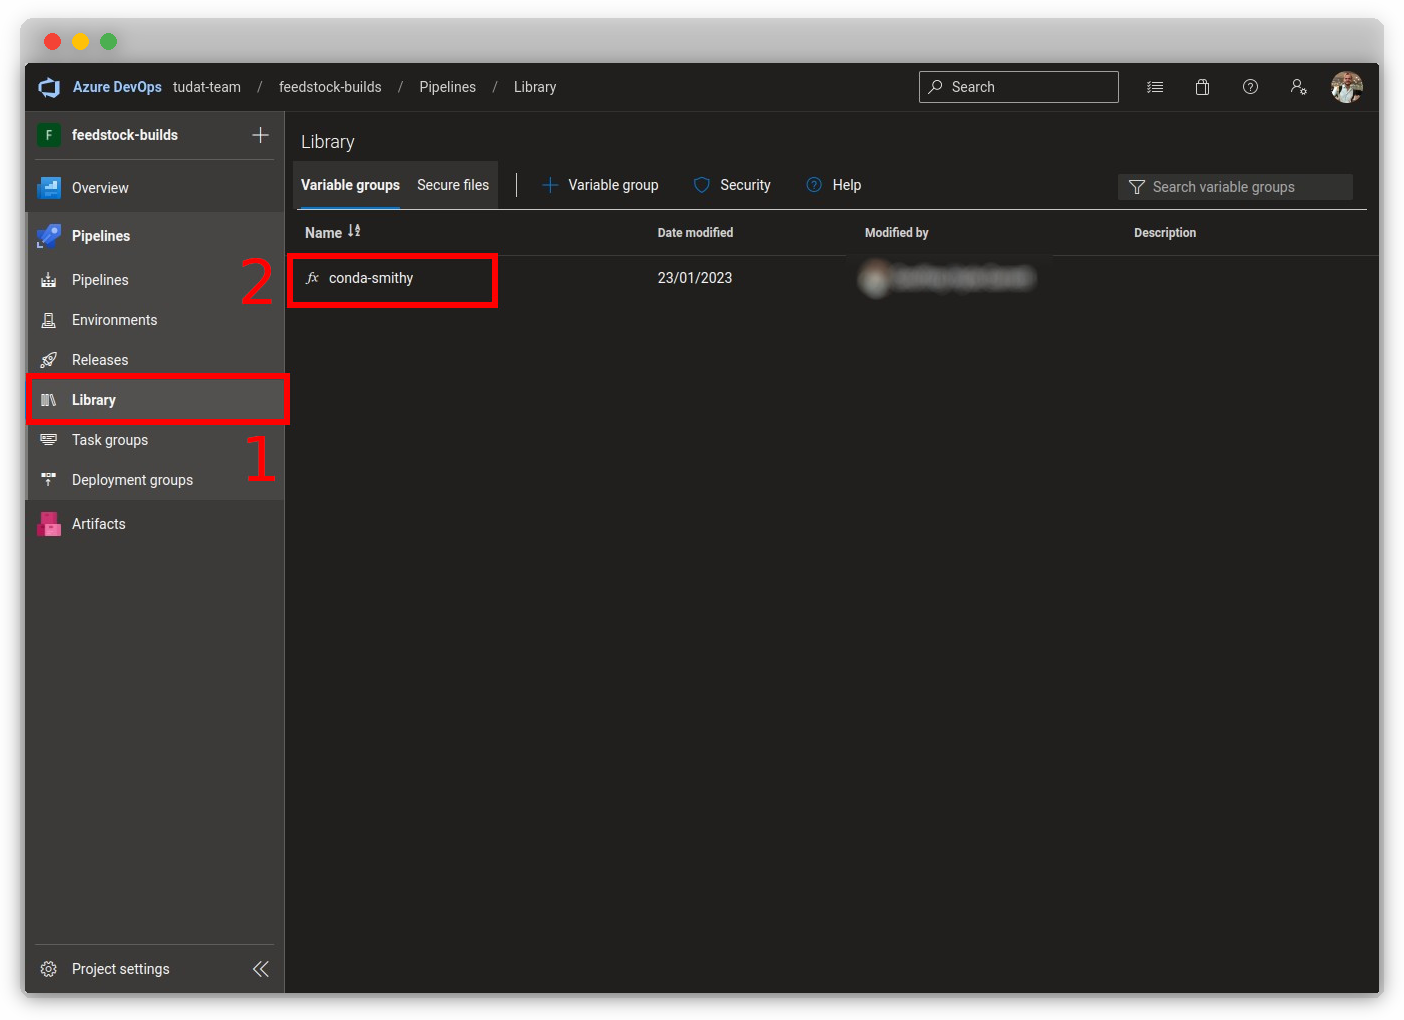 Azure DevOps tudat-team / feedstock-builds / Pipelines / Library Search
F feedstock-builds
Library
Overview
Variable groups Secure files Variable group Security Help Search variable groups
Pipelines
Name Date modified Modified by Description
2
Pipelines
fx conda-smithy 23/01/2023
Environments
Releases
Library
Task groups
1
Deployment groups
Artifacts
Project settings